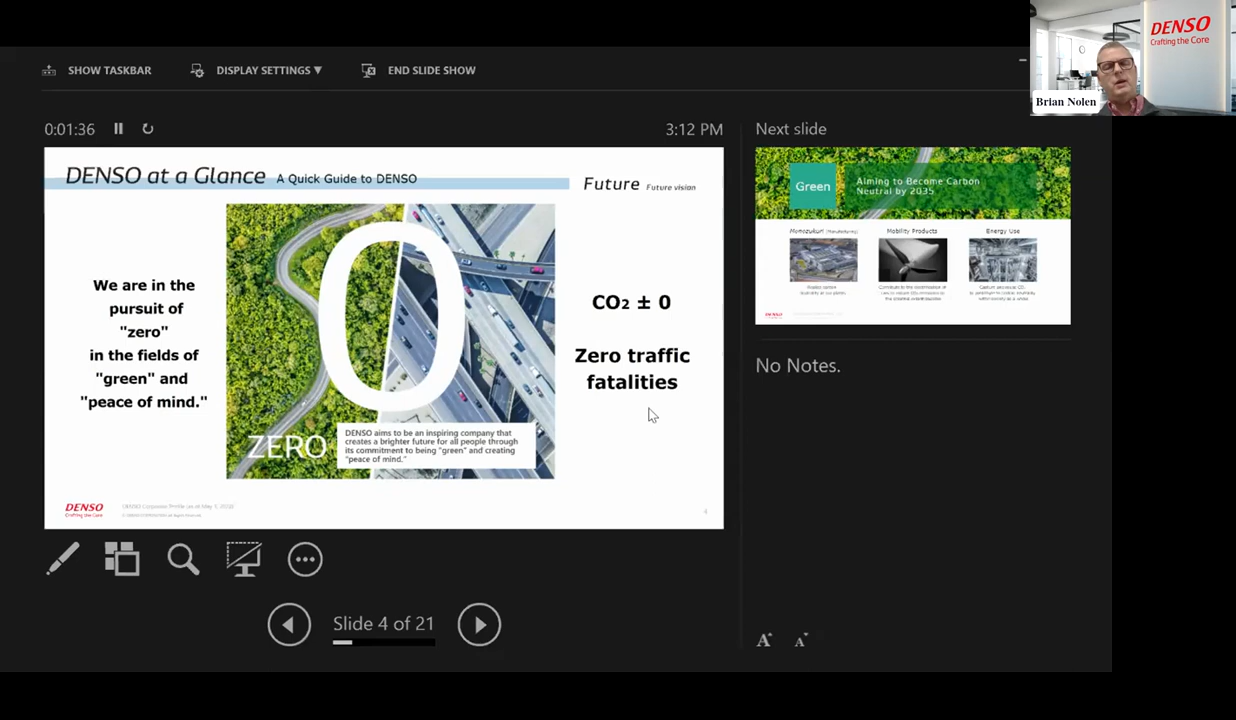 DENSO
Crafting the Core
Brian Nolen
SHOW TASKBAR
DISPLAY SETTINGS ▼
END SLIDE SHOW
0:01:36
3:12 PM
Next slide
DENSO at a Glance A Quick Guide to DENSO
Future Future vision
We are in the
pursuit of
"zero"
in the fields of
"green" and
"peace of mind."
0
ZERO
DENSO aims to be an inspiring company that
creates a brighter future for all people through
its commitment to being "green" and creating
"peace of mind."
CO₂ ± 0
Zero traffic
fatalities
DENSO
Crafting the Core
4
Green
Aiming to Become Carbon
Neutral by 2035
Monozukuri (Manufacturing)
Mobility Products
Energy Use
DENSO
No Notes.
Slide 4 of 21
A A